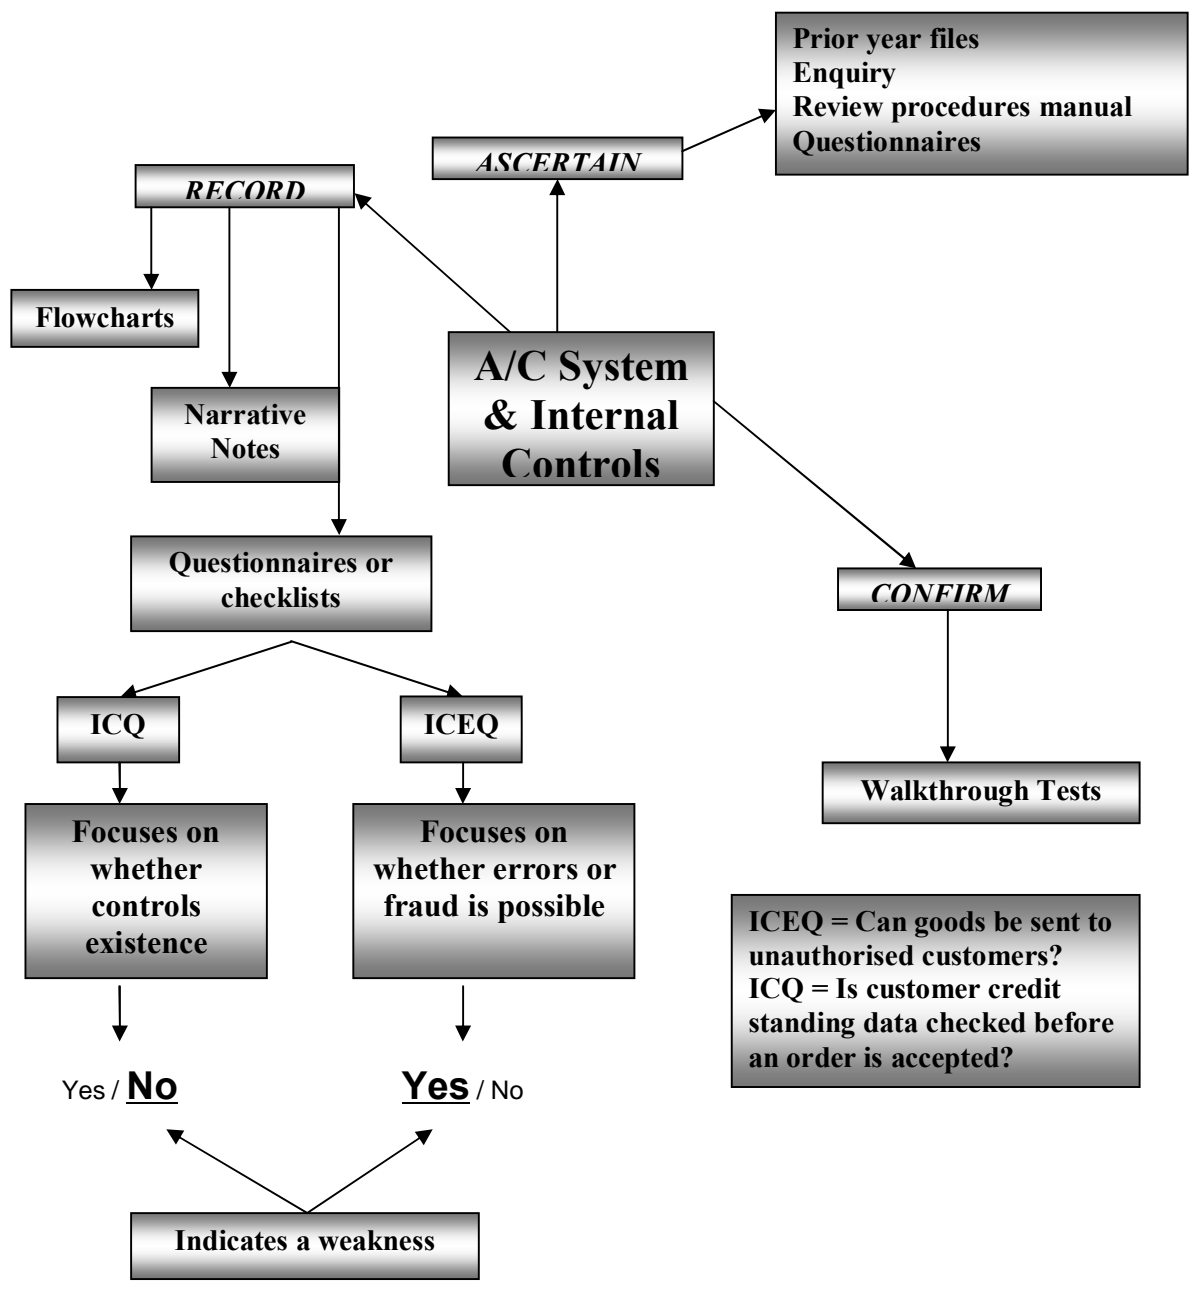 Prior year files
Enquiry
Review procedures manual
Questionnaires
ASCERTAIN
RECORD
Flowcharts
A/C System
& Internal
Controls
Narrative
Notes
Questionnaires or
checklists
CONFIRM
ICQ
ICEQ
Walkthrough Tests
Focuses on
whether
controls
existence
Focuses on
whether errors or
fraud is possible
ICEQ = Can goods be sent to
unauthorised customers?
ICQ = Is customer credit
standing data checked before
an order is accepted?
Yes / No
Yes / No
Indicates a weakness